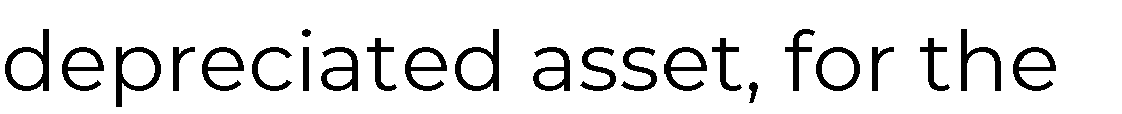 depreciated asset, for the